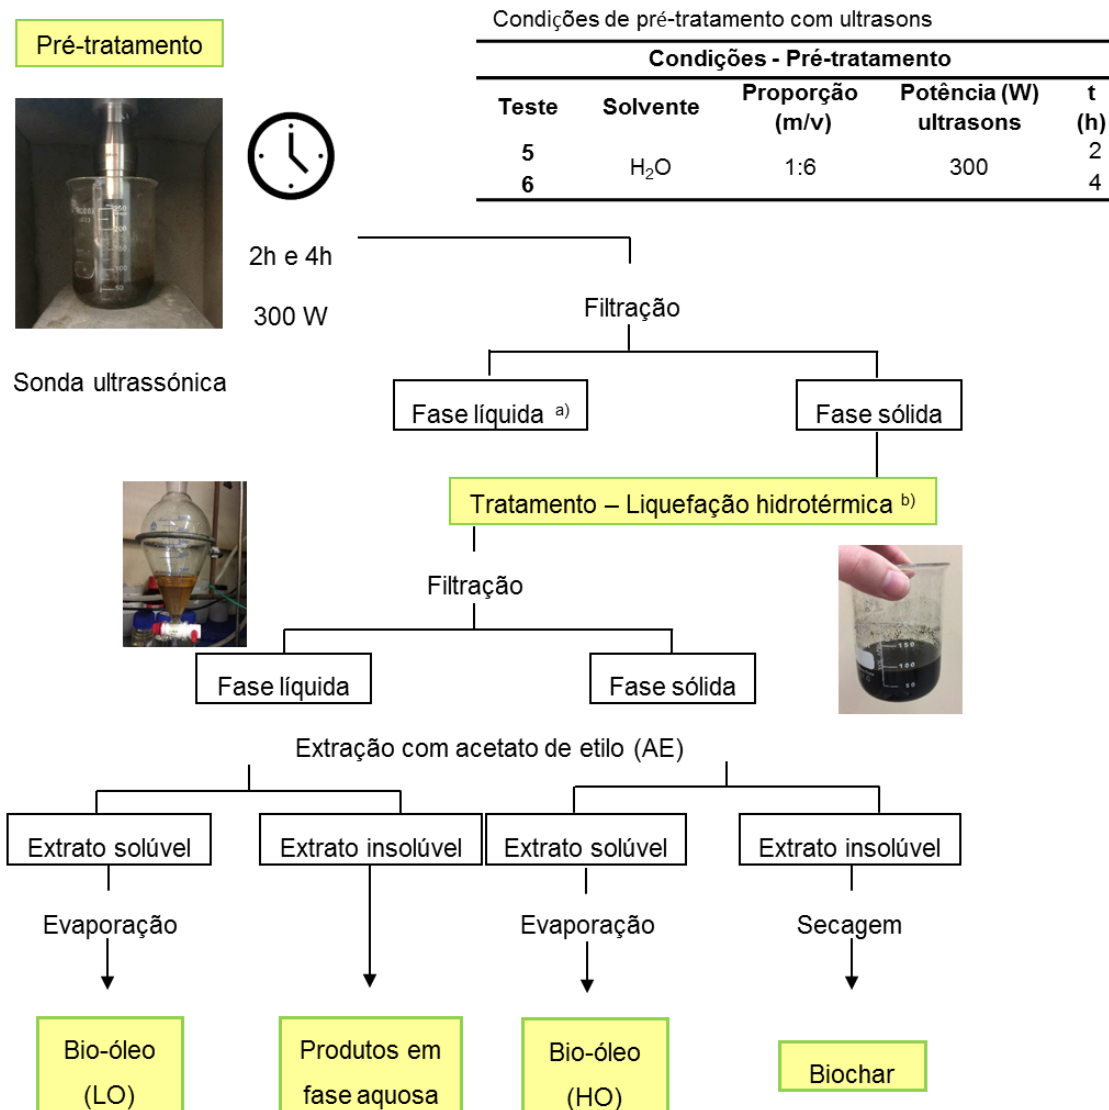 Pré-tratamento
Condições de pré-tratamento com ultrasons
Condições - Pré-tratamento
Teste Solvente Proporção (m/v) Potência (W) ultrasons t (h)
5 H₂O 1:6 300 2
6 4
2h e 4h
300 W
Sonda ultrassónica
Filtração
Fase líquida a)
Fase sólida
Tratamento – Liquefação hidrotérmica b)
Filtração
Fase líquida
Fase sólida
150
100
50
Extração com acetato de etilo (AE)
Extrato solúvel
Extrato insolúvel
Extrato solúvel
Extrato insolúvel
Evaporação
Evaporação
Secagem
Bio-óleo
(LO)
Produtos em
fase aquosa
Bio-óleo
(HO)
Biochar